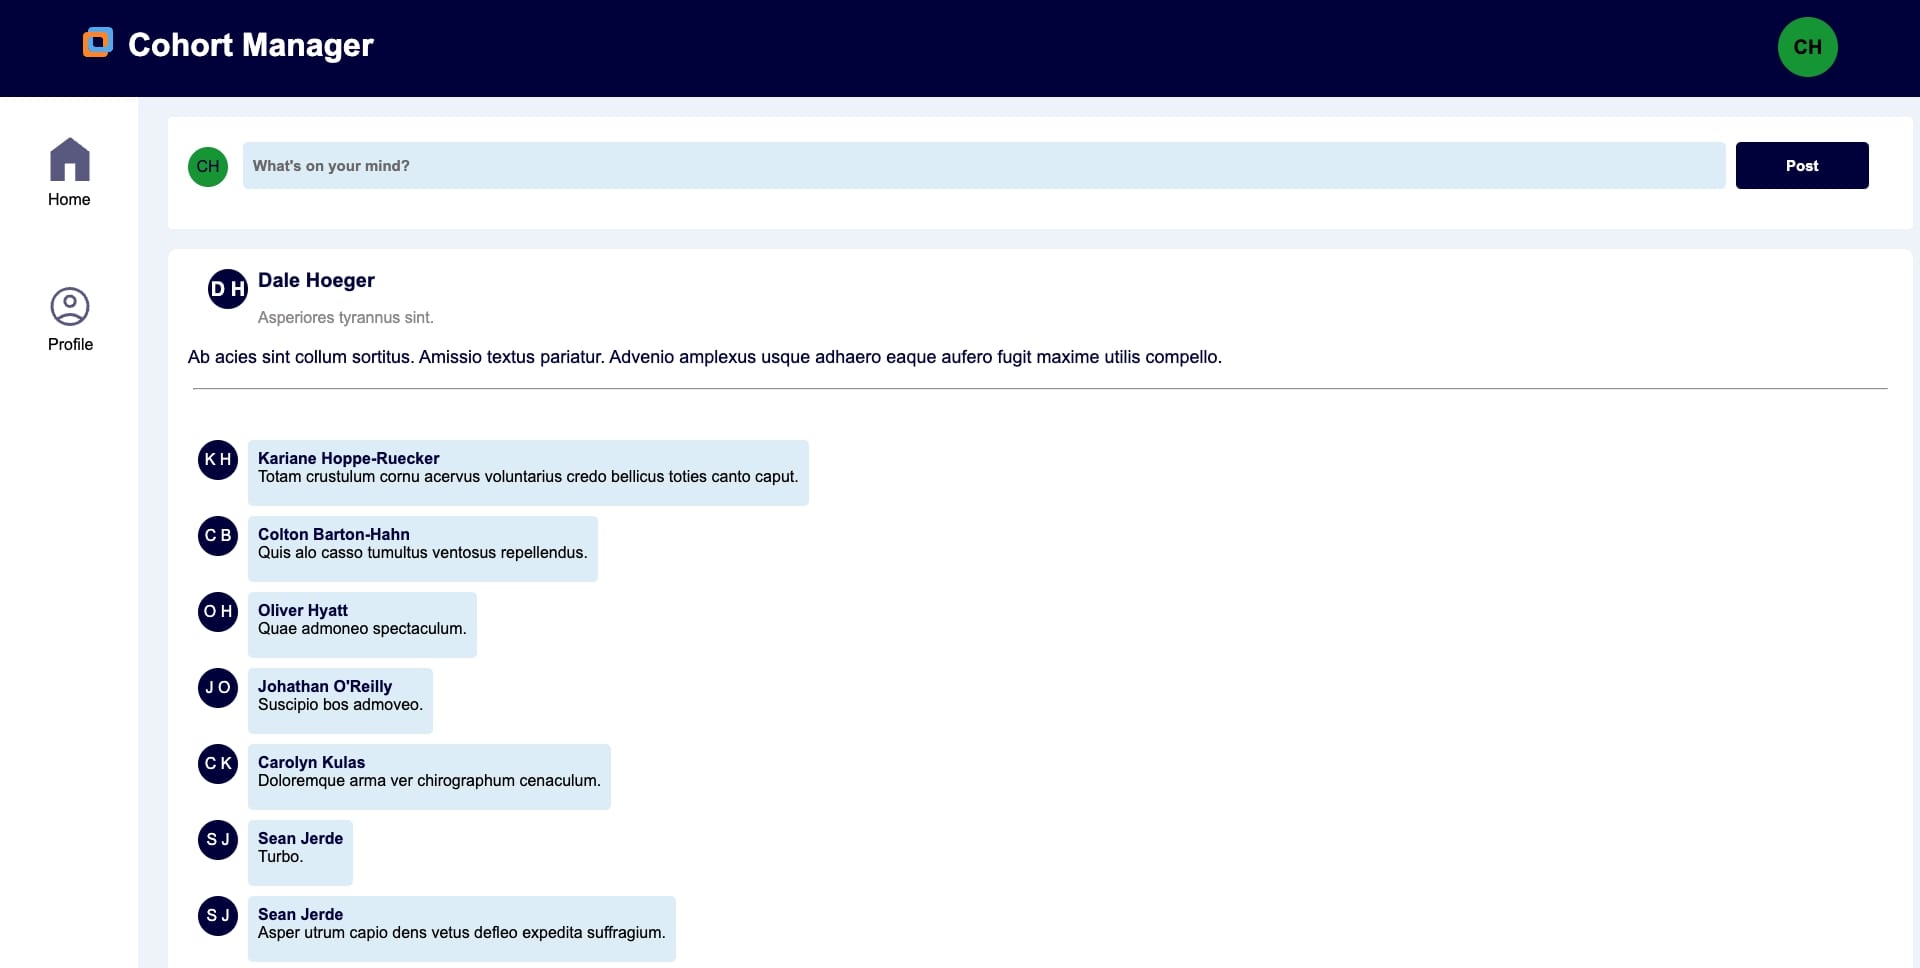 Cohort Manager
CH
Home
Profile
CH
What's on your mind?
Post
D H
Dale Hoeger
Asperiores tyrannus sint.
Ab acies sint collum sortitus. Amissio textus pariatur. Advenio amplexus usque adhaero eaque aufero fugit maxime utilis compello.
K H
Kariane Hoppe-Ruecker
Totam crustulum cornu acervus voluntarius credo bellicus toties canto caput.
C B
Colton Barton-Hahn
Quis alo casso tumultus ventosus repellendus.
O H
Oliver Hyatt
Quae admoneo spectaculum.
J O
Johathan O'Reilly
Suscipio bos admoveo.
C K
Carolyn Kulas
Doloremque arma ver chirographum cenaculum.
S J
Sean Jerde
Turbo.
S J
Sean Jerde
Asper utrum capio dens vetus defleo expedita suffragium.